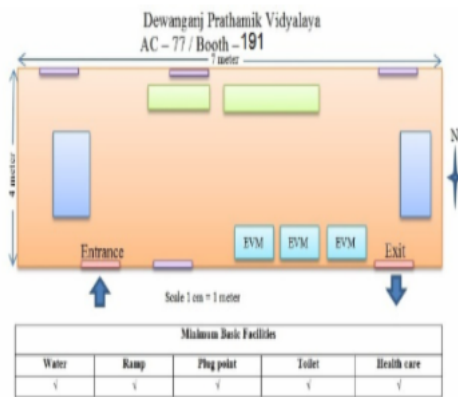 Dewanganj Prathamik Vidyalaya
AC – 77 / Booth – 191
7 meter
4 meter
N
EVM EVM EVM
Entrance Exit
Scale 1 cm = 1 meter
Minimum Basic Facilities
Water Ramp Plug point Toilet Health care
√ √ √ √ √